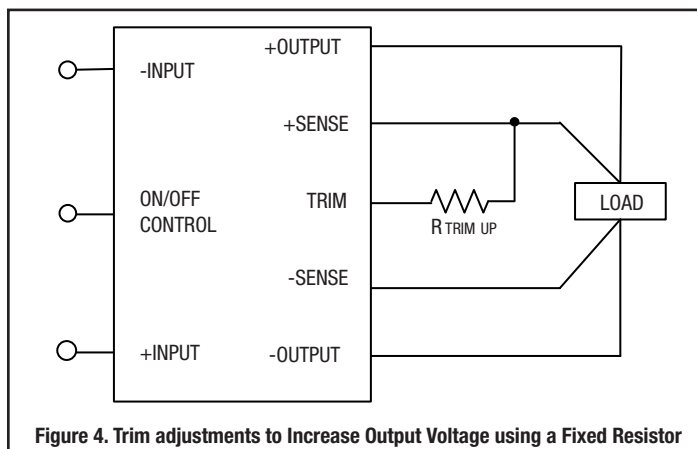 +OUTPUT
-INPUT
+SENSE
ON/OFF
CONTROL
TRIM
R TRIM UP
LOAD
-SENSE
+INPUT
-OUTPUT
Figure 4. Trim adjustments to Increase Output Voltage using a Fixed Resistor